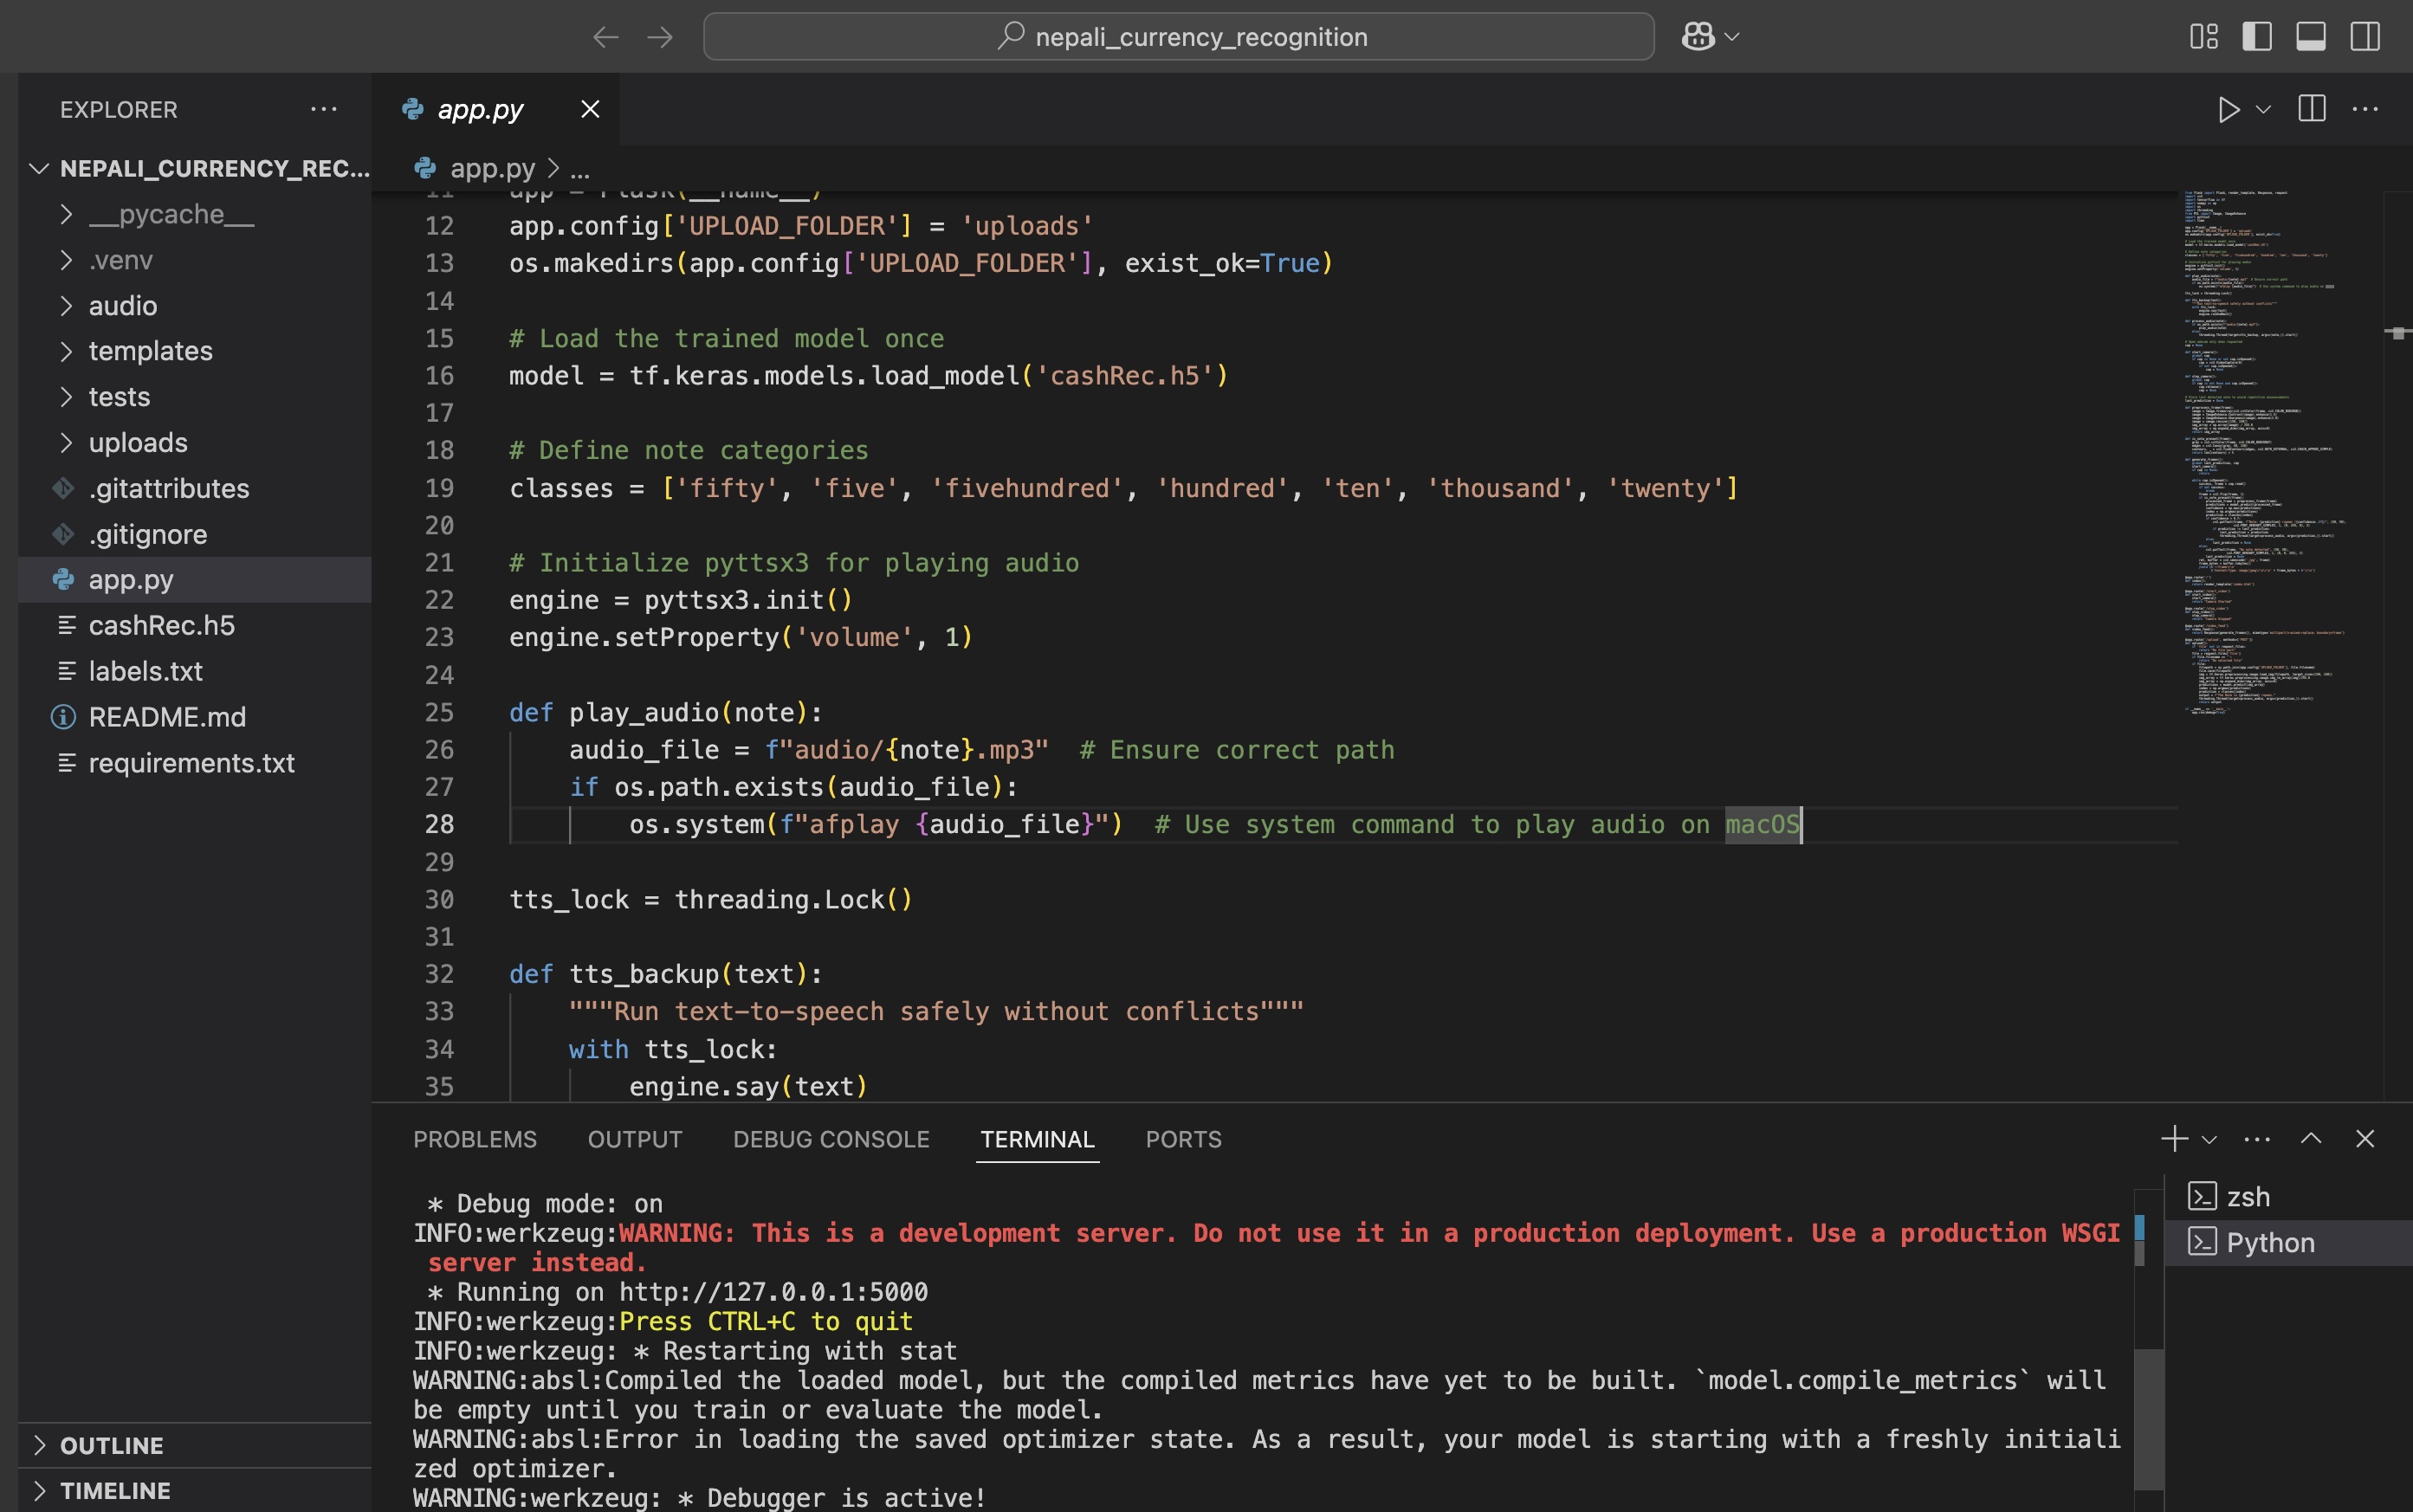 nepali_currency_recognition
EXPLORER
NEPALI_CURRENCY_REC...
__pycache__
.venv
audio
templates
tests
uploads
.gitattributes
.gitignore
app.py
cashRec.h5
labels.txt
README.md
requirements.txt
OUTLINE
TIMELINE
app.py
app.py > ...
11 app = Flask(__name__)
12 app.config['UPLOAD_FOLDER'] = 'uploads'
13 os.makedirs(app.config['UPLOAD_FOLDER'], exist_ok=True)
14
15 # Load the trained model once
16 model = tf.keras.models.load_model('cashRec.h5')
17
18 # Define note categories
19 classes = ['fifty', 'five', 'fivehundred', 'hundred', 'ten', 'thousand', 'twenty']
20
21 # Initialize pyttsx3 for playing audio
22 engine = pyttsx3.init()
23 engine.setProperty('volume', 1)
24
25 def play_audio(note):
26 audio_file = f"audio/{note}.mp3" # Ensure correct path
27 if os.path.exists(audio_file):
28 os.system(f"afplay {audio_file}") # Use system command to play audio on macOS
29
30 tts_lock = threading.Lock()
31
32 def tts_backup(text):
33 """Run text-to-speech safely without conflicts"""
34 with tts_lock:
35 engine.say(text)
PROBLEMS OUTPUT DEBUG CONSOLE TERMINAL PORTS
* Debug mode: on
INFO:werkzeug:WARNING: This is a development server. Do not use it in a production deployment. Use a production WSGI
server instead.
* Running on http://127.0.0.1:5000
INFO:werkzeug:Press CTRL+C to quit
INFO:werkzeug: * Restarting with stat
WARNING:absl:Compiled the loaded model, but the compiled metrics have yet to be built. `model.compile_metrics` will
be empty until you train or evaluate the model.
WARNING:absl:Error in loading the saved optimizer state. As a result, your model is starting with a freshly initiali
zed optimizer.
WARNING:werkzeug: * Debugger is active!
zsh
Python